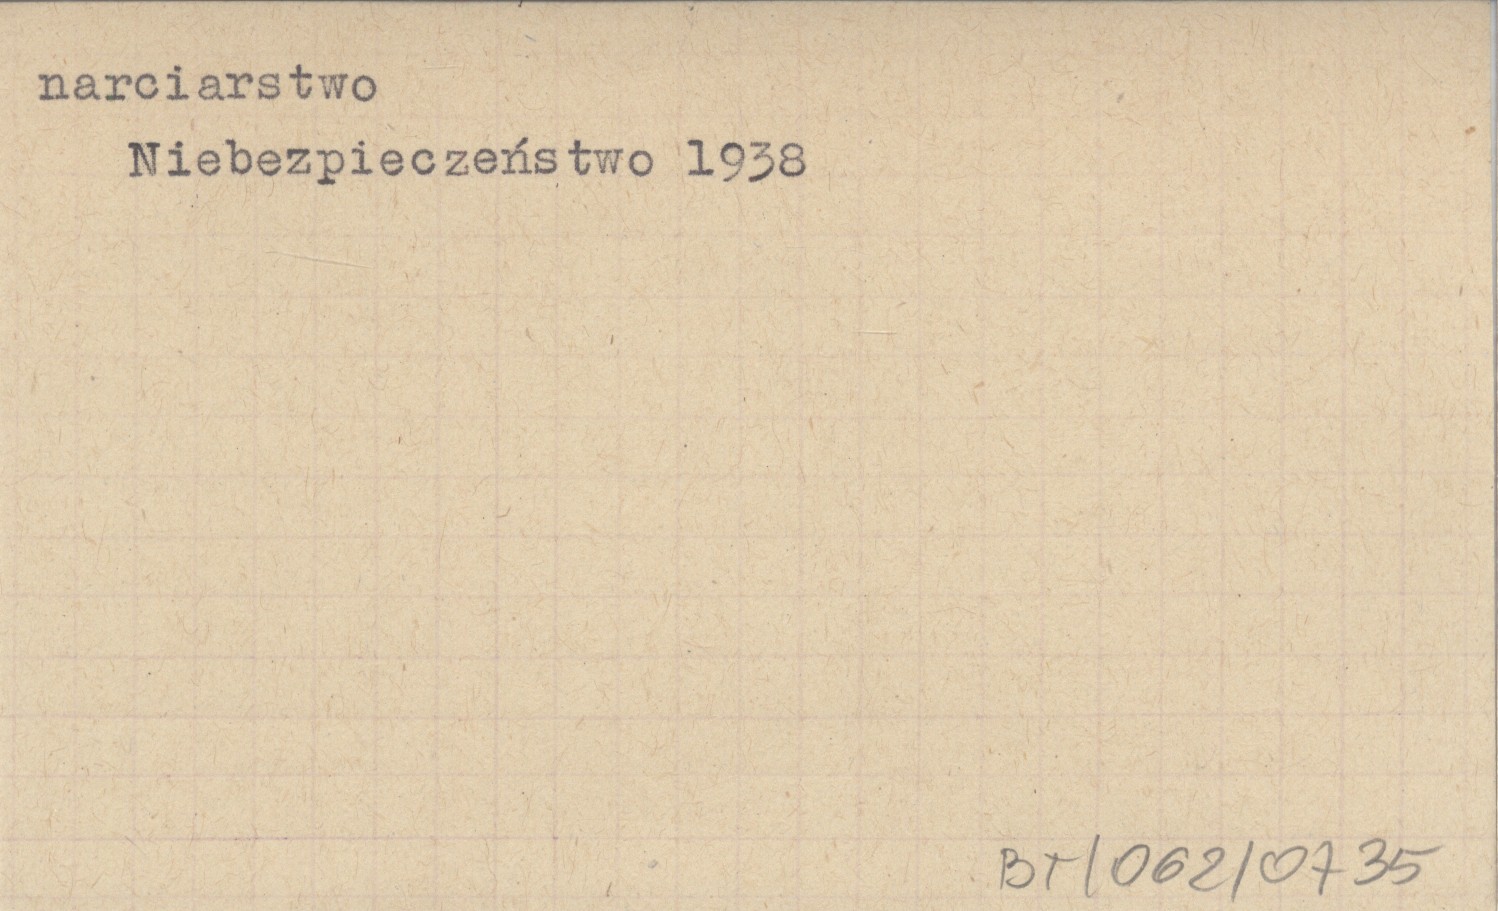 narciarstwo
Niebezpieczeństwo 1938
BT/062/0735